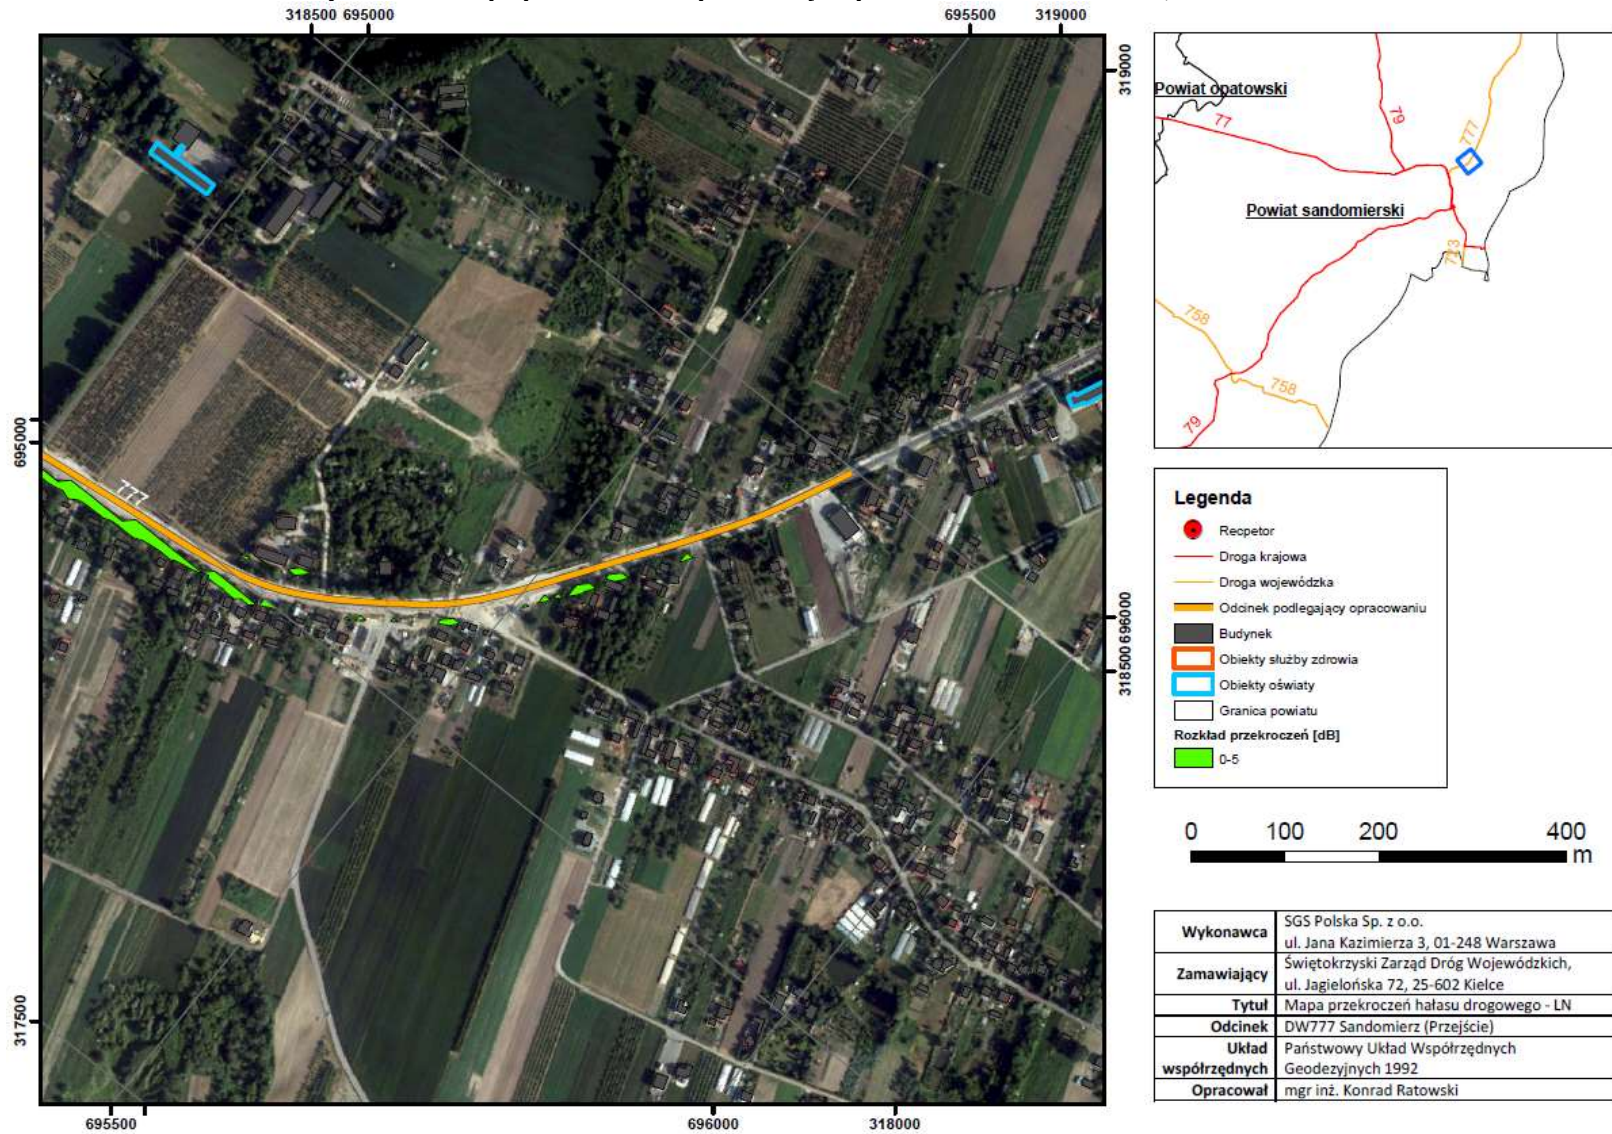 318500 695000
695500 319000
319000
Powiat opatowski
77
79
777
Powiat sandomierski
723
758
758
79
695000
777
Legenda
Recpetor
Droga krajowa
Droga wojewódzka
Odcinek podlegający opracowaniu
Budynek
Obiekty służby zdrowia
Obiekty oświaty
Granica powiatu
Rozkład przekroczeń [dB]
0-5
318500 696000
0 100 200 400
m
Wykonawca SGS Polska Sp. z o.o.
ul. Jana Kazimierza 3, 01-248 Warszawa
Zamawiający Świętokrzyski Zarząd Dróg Wojewódzkich,
ul. Jagielońska 72, 25-602 Kielce
Tytuł Mapa przekroczeń hałasu drogowego - LN
Odcinek DW777 Sandomierz (Przejście)
Układ Państwowy Układ Współrzędnych
współrzędnych Geodezyjnych 1992
Opracował mgr inż. Konrad Ratowski
317500
695500
696000
318000